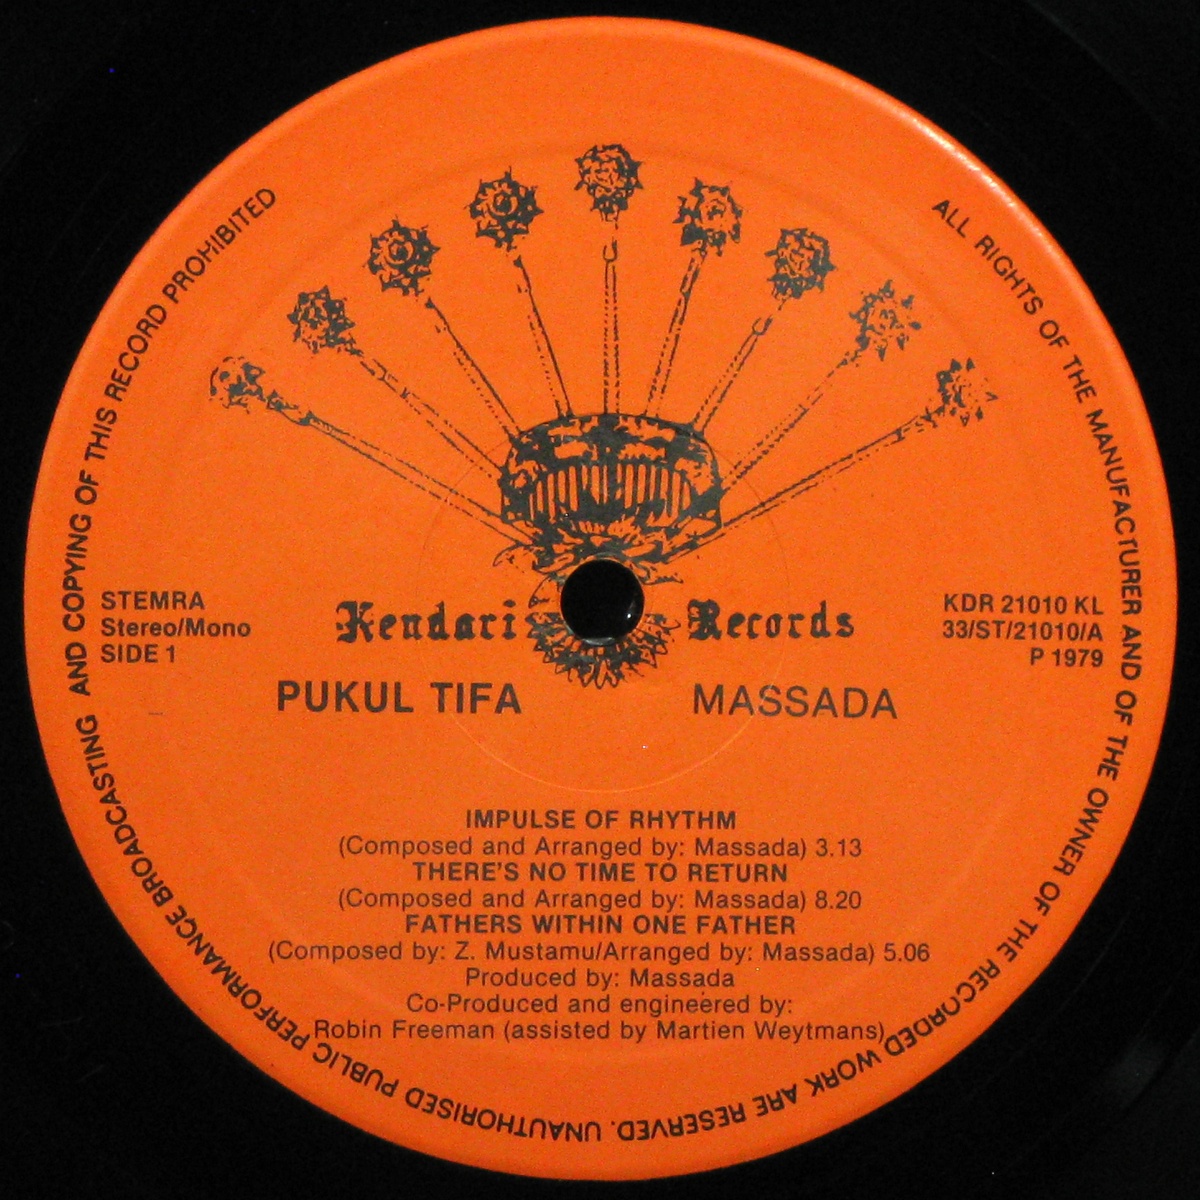 ALL RIGHTS OF THE MANUFACTURER AND OF THE OWNER OF THE RECORDED WORK ARE RESERVED. UNAUTHORISED PUBLIC PERFORMANCE BROADCASTING AND COPYING OF THIS RECORD PROHIBITED
STEMRA
Stereo/Mono
SIDE 1
Kendari Records
KDR 21010 KL
33/ST/21010/A
P 1979
PUKUL TIFA MASSADA
IMPULSE OF RHYTHM
(Composed and Arranged by: Massada) 3.13
THERE'S NO TIME TO RETURN
(Composed and Arranged by: Massada) 8.20
FATHERS WITHIN ONE FATHER
(Composed by: Z. Mustamu/Arranged by: Massada) 5.06
Produced by: Massada
Co-Produced and engineered by:
Robin Freeman (assisted by Martien Weytmans)